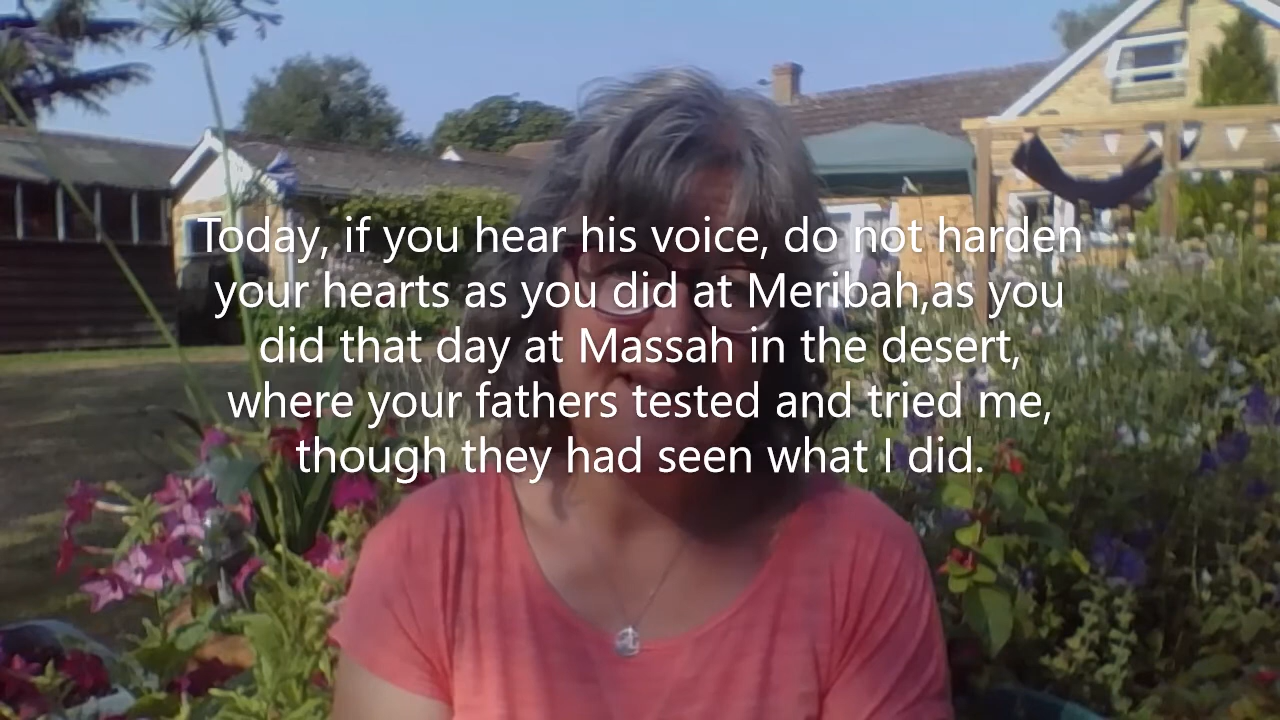 Today, if you hear his voice, do not harden
your hearts as you did at Meribah,as you
did that day at Massah in the desert,
where your fathers tested and tried me,
though they had seen what I did.